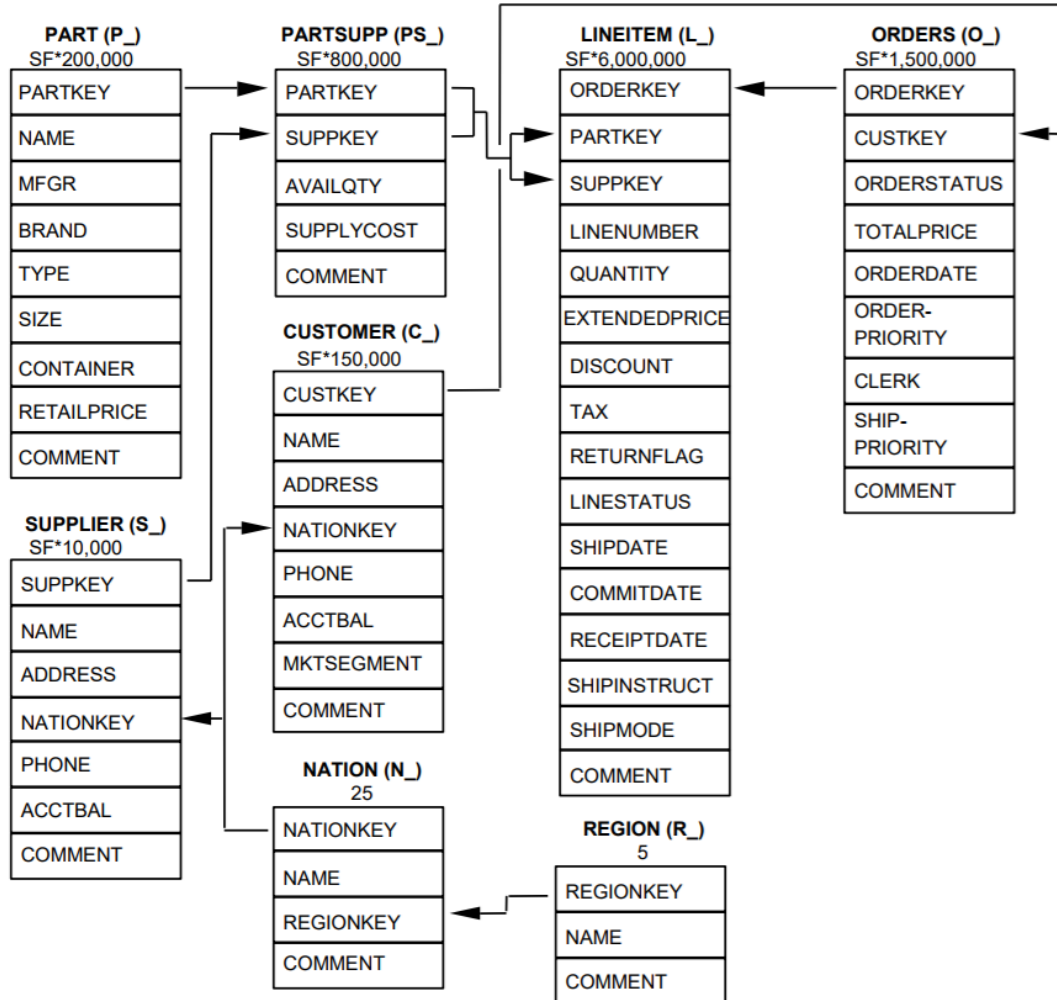 PART (P_)
SF*200,000
PARTKEY
NAME
MFGR
BRAND
TYPE
SIZE
CONTAINER
RETAILPRICE
COMMENT
SUPPLIER (S_)
SF*10,000
SUPPKEY
NAME
ADDRESS
NATIONKEY
PHONE
ACCTBAL
COMMENT
PARTSUPP (PS_)
SF*800,000
PARTKEY
SUPPKEY
AVAILQTY
SUPPLYCOST
COMMENT
CUSTOMER (C_)
SF*150,000
CUSTKEY
NAME
ADDRESS
NATIONKEY
PHONE
ACCTBAL
MKTSEGMENT
COMMENT
NATION (N_)
25
NATIONKEY
NAME
REGIONKEY
COMMENT
LINEITEM (L_)
SF*6,000,000
ORDERKEY
PARTKEY
SUPPKEY
LINENUMBER
QUANTITY
EXTENDEDPRICE
DISCOUNT
TAX
RETURNFLAG
LINESTATUS
SHIPDATE
COMMITDATE
RECEIPTDATE
SHIPINSTRUCT
SHIPMODE
COMMENT
REGION (R_)
5
REGIONKEY
NAME
COMMENT
ORDERS (O_)
SF*1,500,000
ORDERKEY
CUSTKEY
ORDERSTATUS
TOTALPRICE
ORDERDATE
ORDER-
PRIORITY
CLERK
SHIP-
PRIORITY
COMMENT